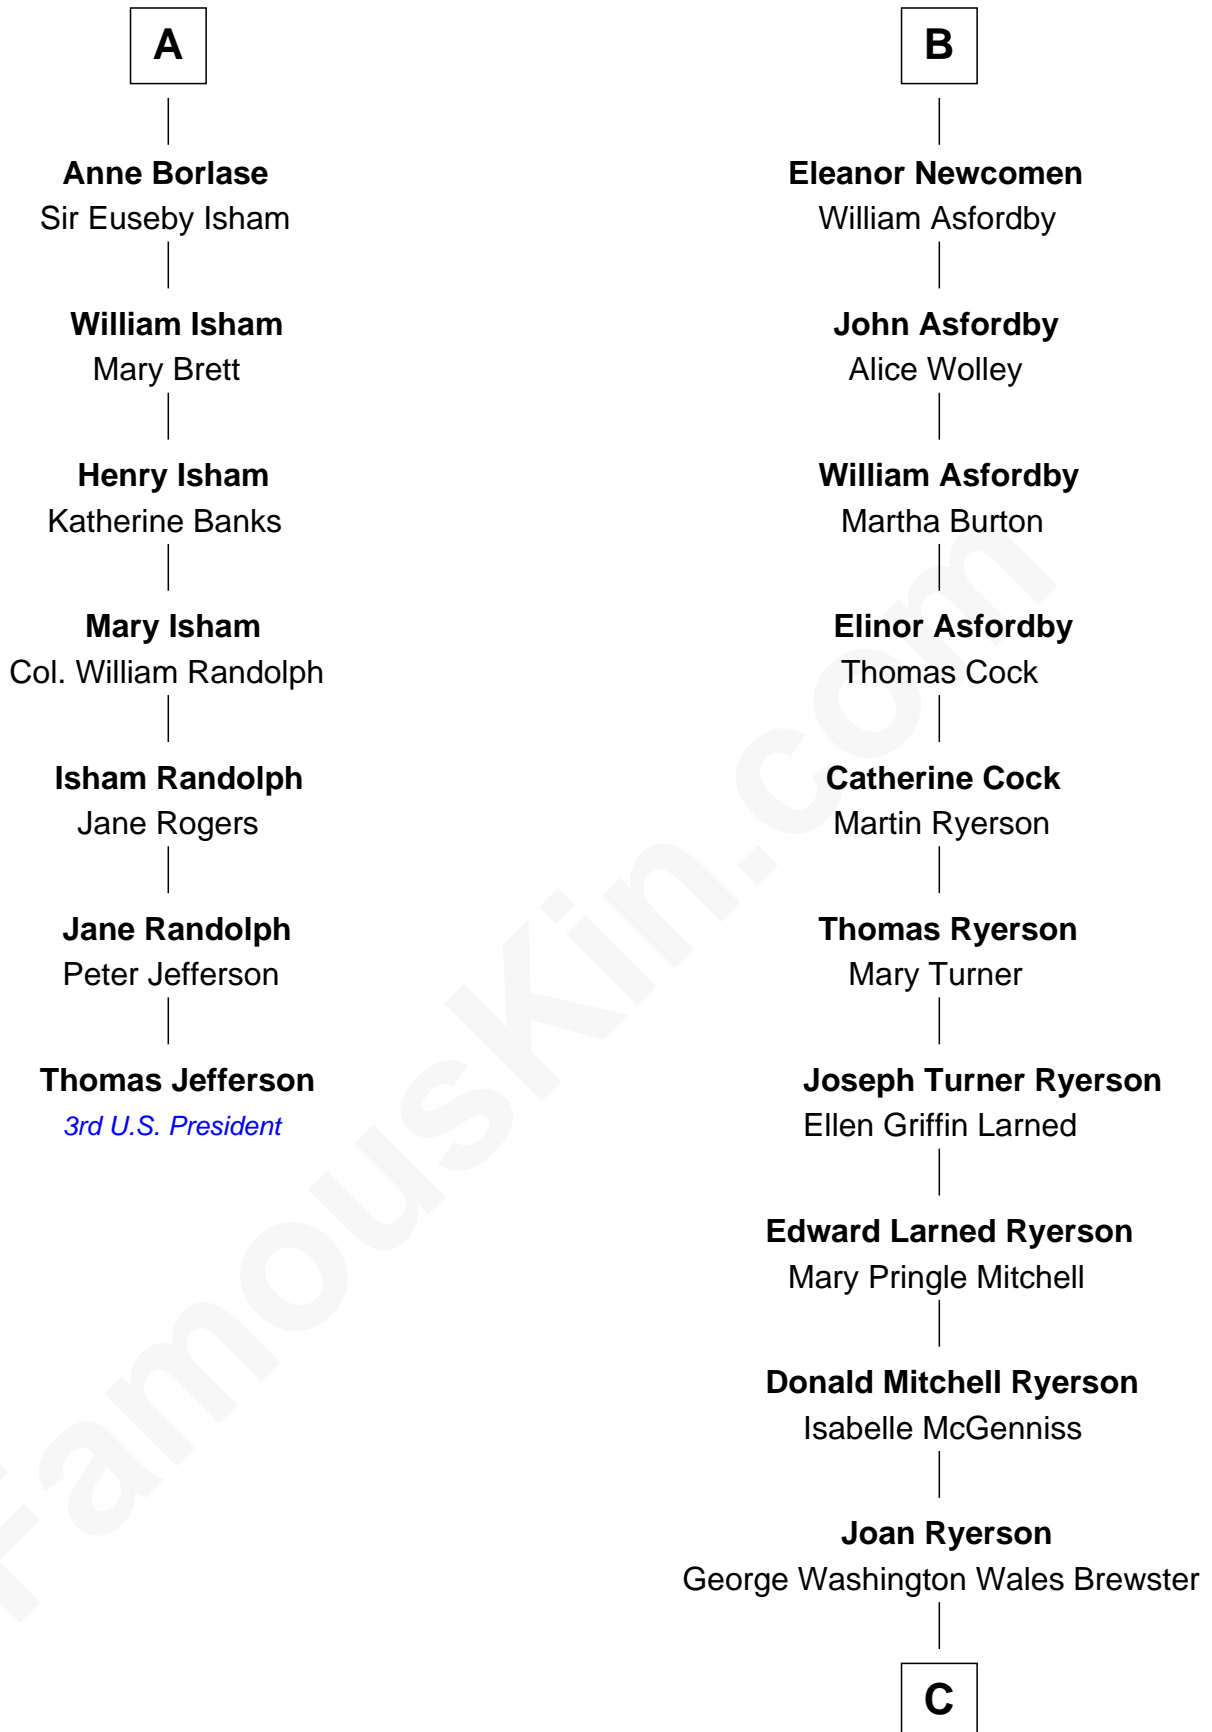 A
Anne Borlase
Sir Euseby Isham
William Isham
Mary Brett
Henry Isham
Katherine Banks
Mary Isham
Col. William Randolph
Isham Randolph
Jane Rogers
Jane Randolph
Peter Jefferson
Thomas Jefferson
3rd U.S. President
B
Eleanor Newcomen
William Asfordby
John Asfordby
Alice Wolley
William Asfordby
Martha Burton
Elinor Asfordby
Thomas Cock
Catherine Cock
Martin Ryerson
Thomas Ryerson
Mary Turner
Joseph Turner Ryerson
Ellen Griffin Larned
Edward Larned Ryerson
Mary Pringle Mitchell
Donald Mitchell Ryerson
Isabelle McGenniss
Joan Ryerson
George Washington Wales Brewster
C
FamousKin.com